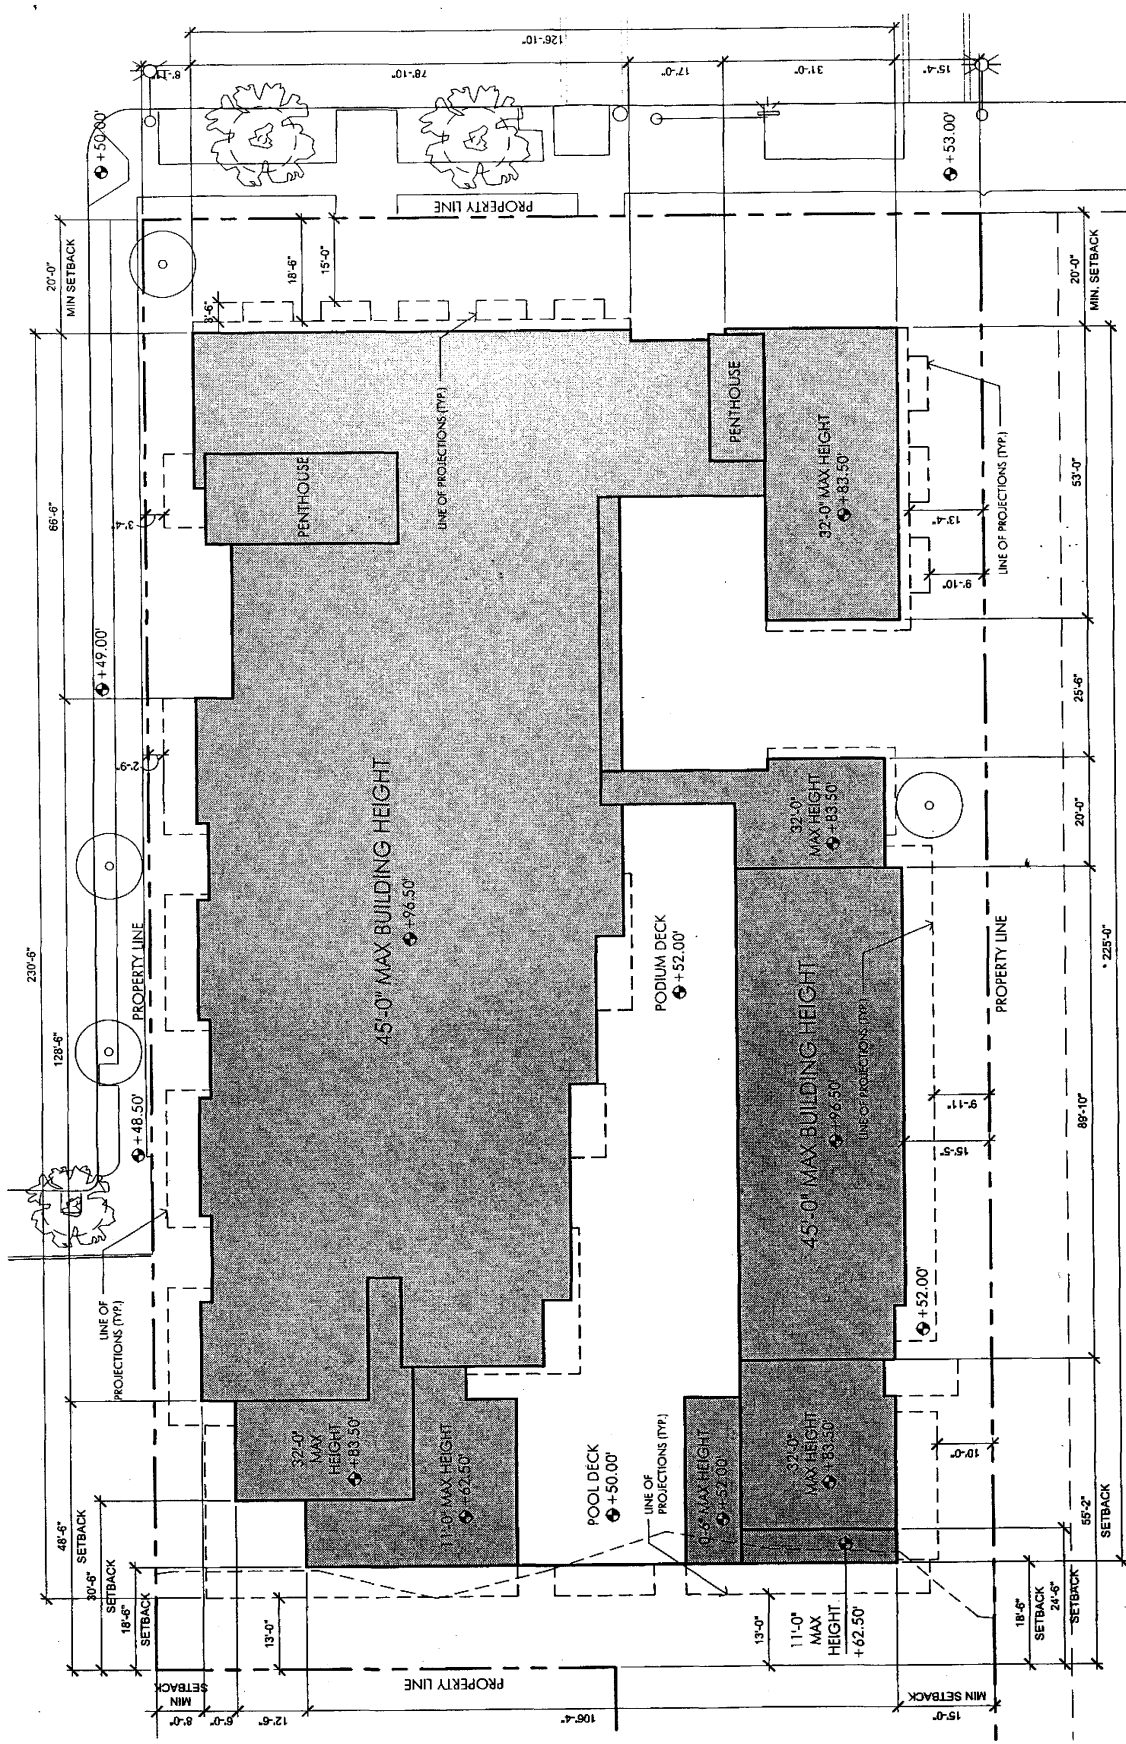 126'-10"
8'-11"
78'-10"
17'-0"
31'-0"
15'-4"
+50.00'
+53.00'
PROPERTY LINE
20'-0"
MIN SETBACK
18'-6"
15'-0"
3'-6"
20'-0"
MIN. SETBACK
230'-6"
66'-6"
LINE OF PROJECTIONS (TYP.)
PENTHOUSE
PENTHOUSE
3'-4"
32'-0" MAX HEIGHT
+83.50'
13'-4"
9'-10"
LINE OF PROJECTIONS (TYP.)
53'-0"
+49.00'
2'-9"
25'-6"
45'-0" MAX BUILDING HEIGHT
+96.50'
32'-0"
MAX HEIGHT
+83.50'
20'-0"
PROPERTY LINE
PODIUM DECK
+52.00'
45'-0" MAX BUILDING HEIGHT
+96.50'
LINE OF PROJECTIONS (TYP.)
PROPERTY LINE
* 225'-0"
128'-6"
+48.50'
9'-11"
15'-5"
89'-10"
LINE OF
PROJECTIONS (TYP.)
+52.00'
32'-0"
MAX
HEIGHT
+83.50'
11'-0" MAX HEIGHT
+62.50'
POOL DECK
+50.00'
LINE OF
PROJECTIONS (TYP.)
0'-6" MAX HEIGHT
+52.00'
32'-0"
MAX HEIGHT
+83.50'
10'-0"
55'-2"
SETBACK
48'-6"
SETBACK
30'-6"
SETBACK
18'-6"
SETBACK
13'-0"
13'-0"
11'-0"
MAX
HEIGHT
+62.50'
18'-6"
SETBACK
24'-6"
SETBACK
PROPERTY LINE
MIN
SETBACK
8'-0"
6'-0"
12'-6"
106'-4"
MIN SETBACK
15'-0"